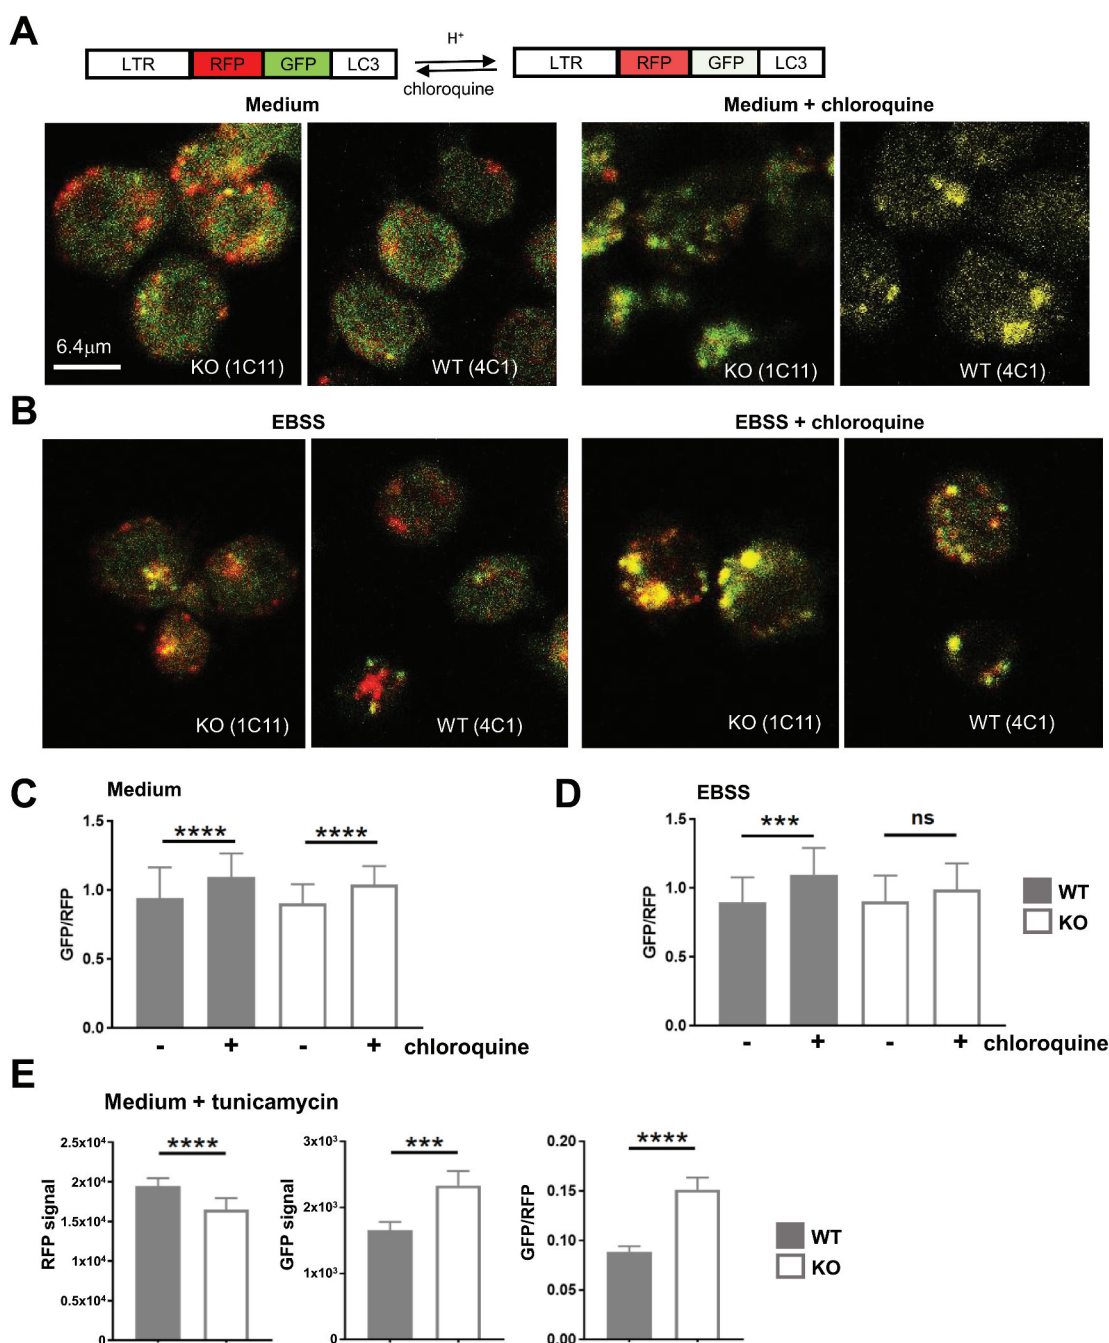 A
LTR RFP GFP LC3
H⁺
chloroquine
LTR RFP GFP LC3
Medium
Medium + chloroquine
6.4μm
KO (1C11)
WT (4C1)
KO (1C11)
WT (4C1)
B
EBSS
EBSS + chloroquine
KO (1C11)
WT (4C1)
KO (1C11)
WT (4C1)
C
Medium
GFP/RFP
1.5
1.0
0.5
0.0
****
****
- + - + chloroquine
D
EBSS
GFP/RFP
1.5
1.0
0.5
0.0
***
ns
- + - + chloroquine
WT
KO
E
Medium + tunicamycin
RFP signal
2.5x10⁴
2x10⁴
1.5x10⁴
1x10⁴
0.5x10⁴
0
****
GFP signal
3x10³
2x10³
1x10³
0
***
GFP/RFP
0.20
0.15
0.10
0.05
0.00
****
WT
KO